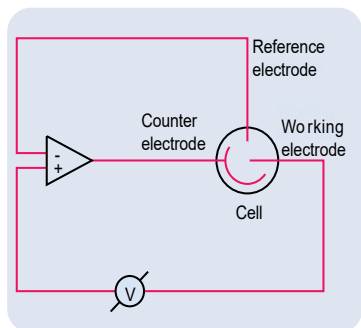 Reference
electrode
Counter
electrode
Working
electrode
-
+
Cell
V